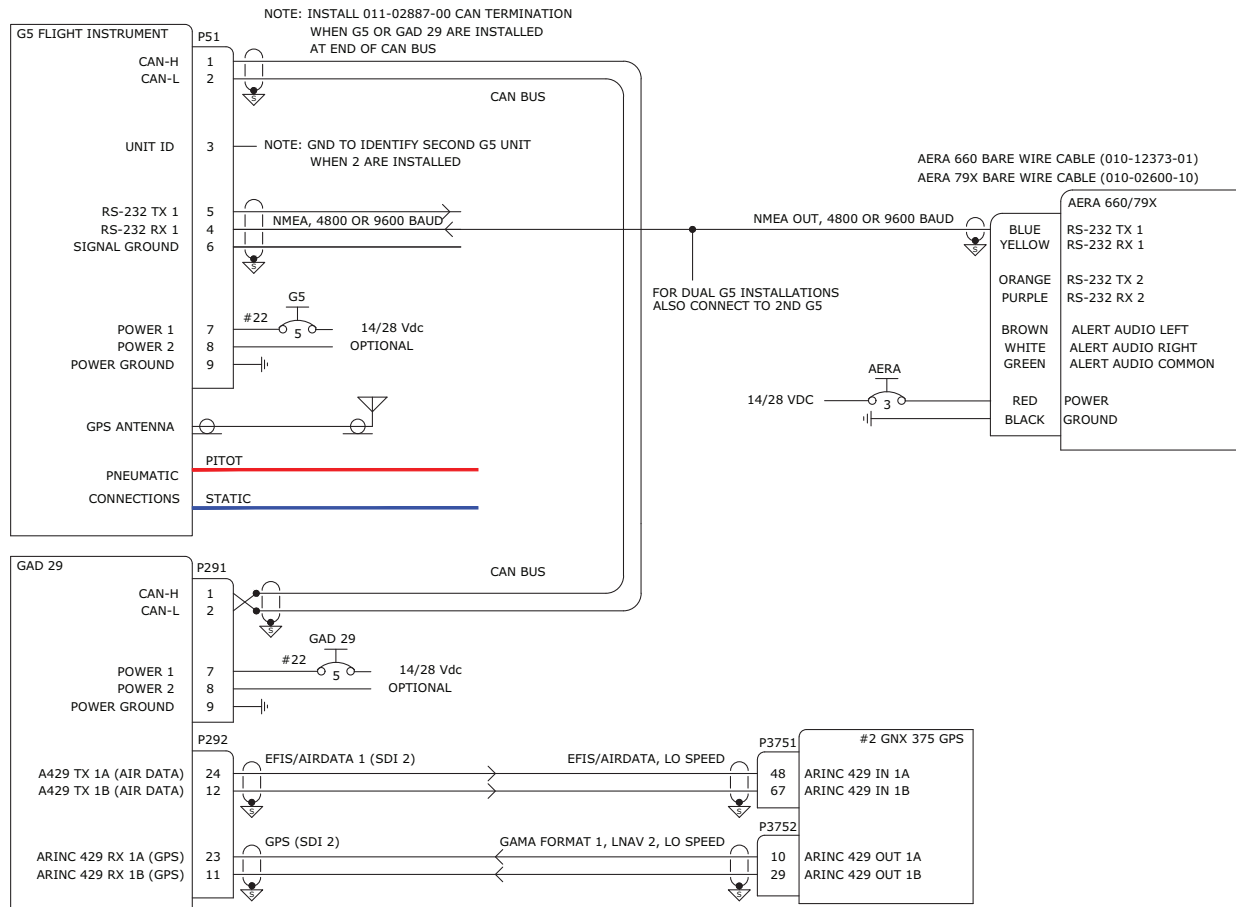 NOTE: INSTALL 011-02887-00 CAN TERMINATION
WHEN G5 OR GAD 29 ARE INSTALLED
AT END OF CAN BUS
G5 FLIGHT INSTRUMENT
P51
CAN-H 1
CAN-L 2
S
CAN BUS
UNIT ID 3 NOTE: GND TO IDENTIFY SECOND G5 UNIT
WHEN 2 ARE INSTALLED
RS-232 TX 1 5
RS-232 RX 1 4 NMEA, 4800 OR 9600 BAUD
SIGNAL GROUND 6
S
G5
POWER 1 7 #22 5 14/28 Vdc
POWER 2 8 OPTIONAL
POWER GROUND 9
GPS ANTENNA
PITOT
PNEUMATIC
CONNECTIONS STATIC
AERA 660 BARE WIRE CABLE (010-12373-01)
AERA 79X BARE WIRE CABLE (010-02600-10)
AERA 660/79X
NMEA OUT, 4800 OR 9600 BAUD
S
BLUE RS-232 TX 1
YELLOW RS-232 RX 1
ORANGE RS-232 TX 2
PURPLE RS-232 RX 2
FOR DUAL G5 INSTALLATIONS
ALSO CONNECT TO 2ND G5
BROWN ALERT AUDIO LEFT
WHITE ALERT AUDIO RIGHT
GREEN ALERT AUDIO COMMON
AERA
14/28 VDC 3 RED POWER
BLACK GROUND
GAD 29
P291
CAN BUS
CAN-H 1
CAN-L 2
S
GAD 29
POWER 1 7 #22 5 14/28 Vdc
POWER 2 8 OPTIONAL
POWER GROUND 9
P292
EFIS/AIRDATA 1 (SDI 2) EFIS/AIRDATA, LO SPEED
A429 TX 1A (AIR DATA) 24
A429 TX 1B (AIR DATA) 12
S
S
GPS (SDI 2) GAMA FORMAT 1, LNAV 2, LO SPEED
ARINC 429 RX 1A (GPS) 23
ARINC 429 RX 1B (GPS) 11
S
S
#2 GNX 375 GPS
P3751
48 ARINC 429 IN 1A
67 ARINC 429 IN 1B
P3752
10 ARINC 429 OUT 1A
29 ARINC 429 OUT 1B